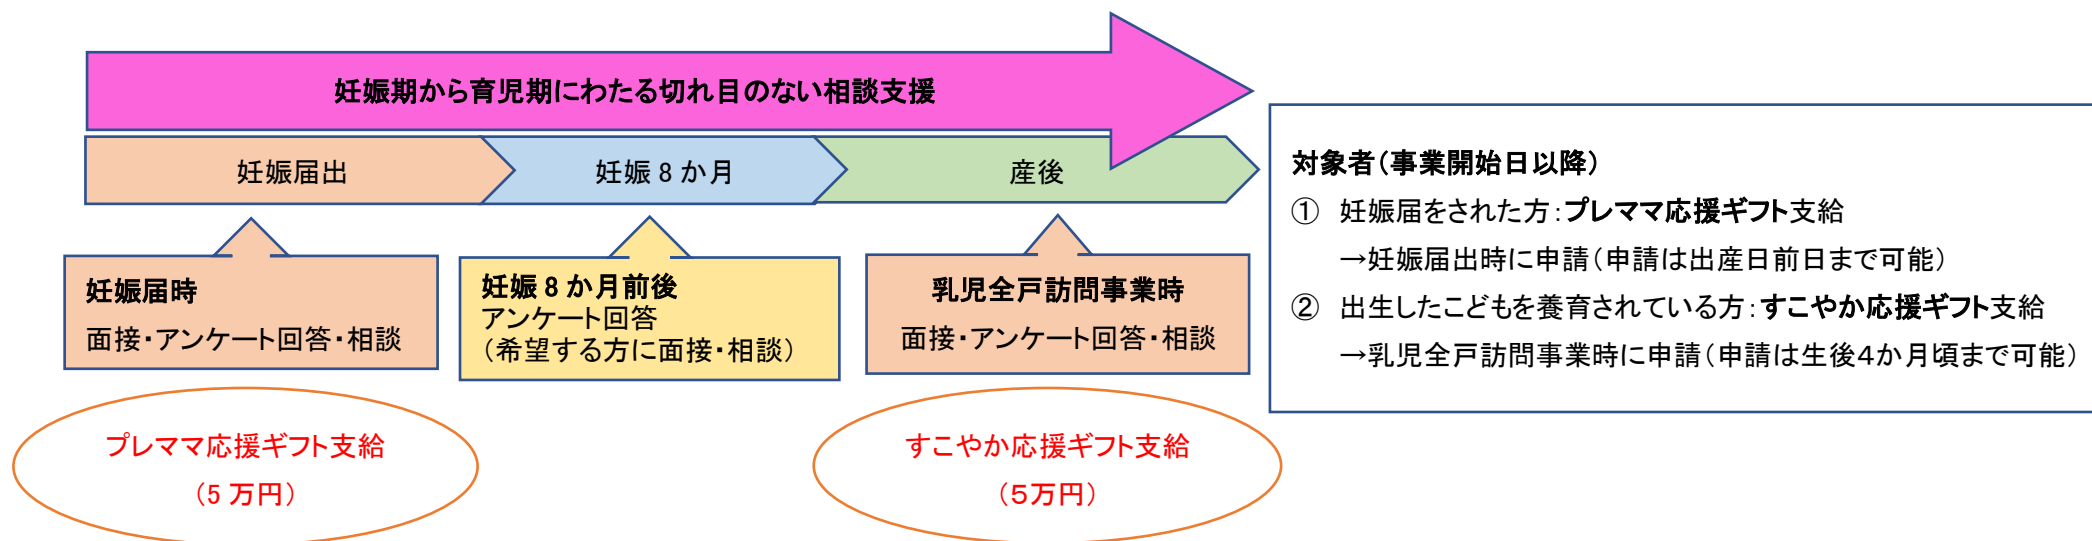 妊娠期から育児期にわたる切れ目のない相談支援
妊娠届出
妊娠8か月
産後
妊娠届時
面接・アンケート回答・相談
妊娠8か月前後
アンケート回答
（希望する方に面接・相談）
乳児全戸訪問事業時
面接・アンケート回答・相談
プレママ応援ギフト支給
（5万円）
すこやか応援ギフト支給
（５万円）
対象者（事業開始日以降）
① 妊娠届をされた方：プレママ応援ギフト支給
→妊娠届出時に申請（申請は出産日前日まで可能）
② 出生したこどもを養育されている方：すこやか応援ギフト支給
→乳児全戸訪問事業時に申請（申請は生後４か月頃まで可能）